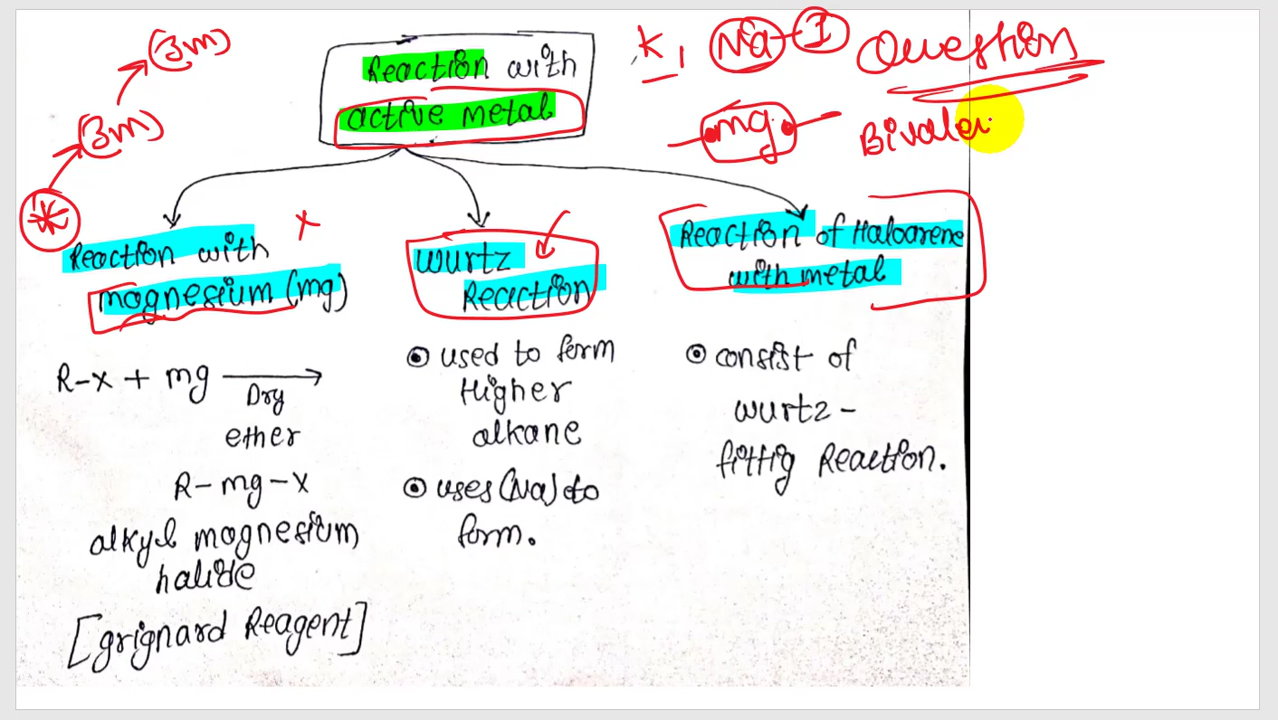 (3m)
(3m)
*
Reaction with
active metal
K, Na - I
Question
mg
Bivalen
Reaction with
magnesium (mg)
x
R-x + mg
Dry
ether
R-mg-x
alkyl magnesium
halide
[grignard Reagent]
wurtz
Reaction
used to form
Higher
alkane
uses (Na) to
form.
Reaction of Haloarene
with metal
consist of
wurtz-
fittig Reaction.